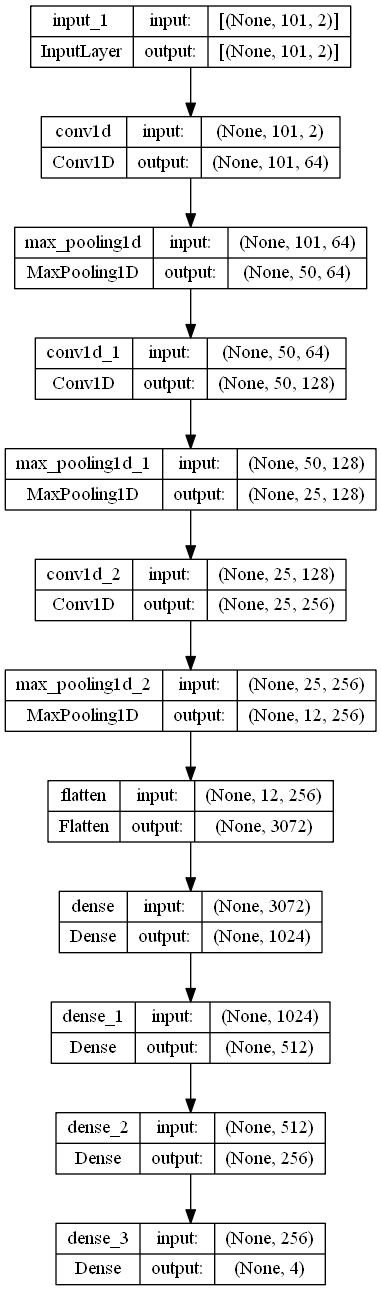 input_1 input: [(None, 101, 2)]
InputLayer output: [(None, 101, 2)]
conv1d input: (None, 101, 2)
Conv1D output: (None, 101, 64)
max_pooling1d input: (None, 101, 64)
MaxPooling1D output: (None, 50, 64)
conv1d_1 input: (None, 50, 64)
Conv1D output: (None, 50, 128)
max_pooling1d_1 input: (None, 50, 128)
MaxPooling1D output: (None, 25, 128)
conv1d_2 input: (None, 25, 128)
Conv1D output: (None, 25, 256)
max_pooling1d_2 input: (None, 25, 256)
MaxPooling1D output: (None, 12, 256)
flatten input: (None, 12, 256)
Flatten output: (None, 3072)
dense input: (None, 3072)
Dense output: (None, 1024)
dense_1 input: (None, 1024)
Dense output: (None, 512)
dense_2 input: (None, 512)
Dense output: (None, 256)
dense_3 input: (None, 256)
Dense output: (None, 4)